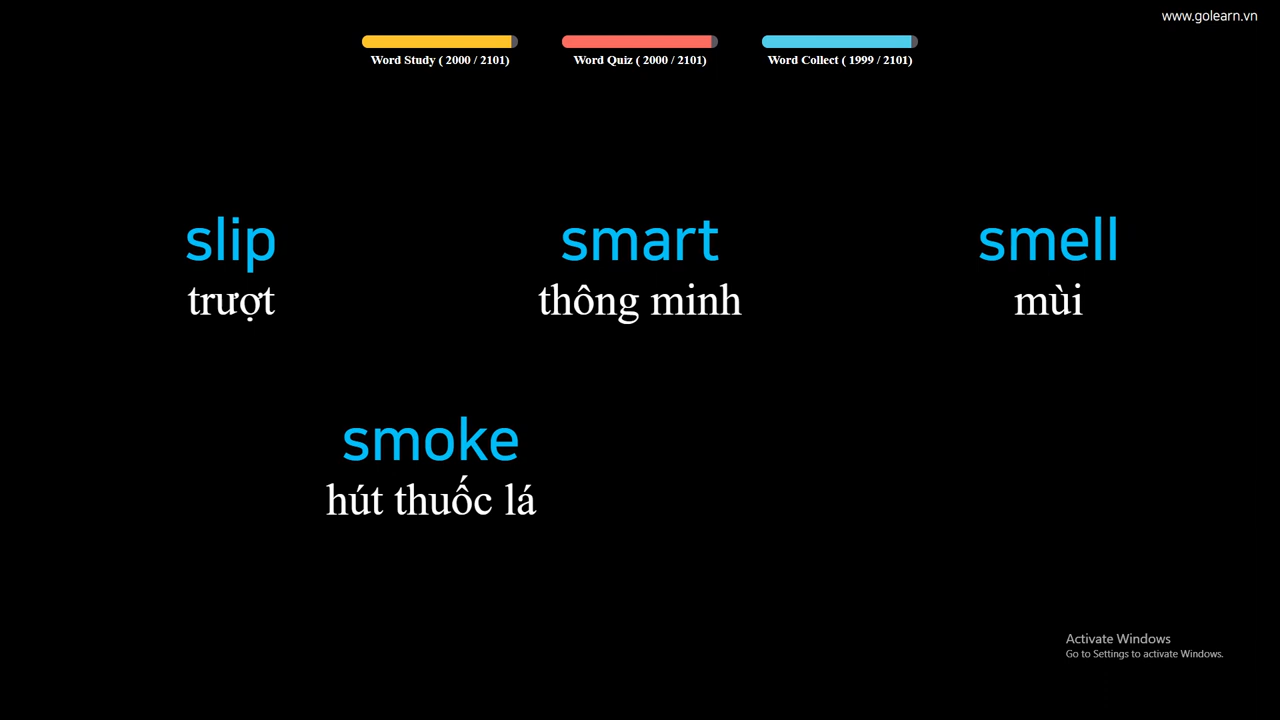 www.golearn.vn
Word Study ( 2000 / 2101)
Word Quiz ( 2000 / 2101)
Word Collect ( 1999 / 2101)
slip
trượt
smart
thông minh
smell
mùi
smoke
hút thuốc lá
Activate Windows
Go to Settings to activate Windows.